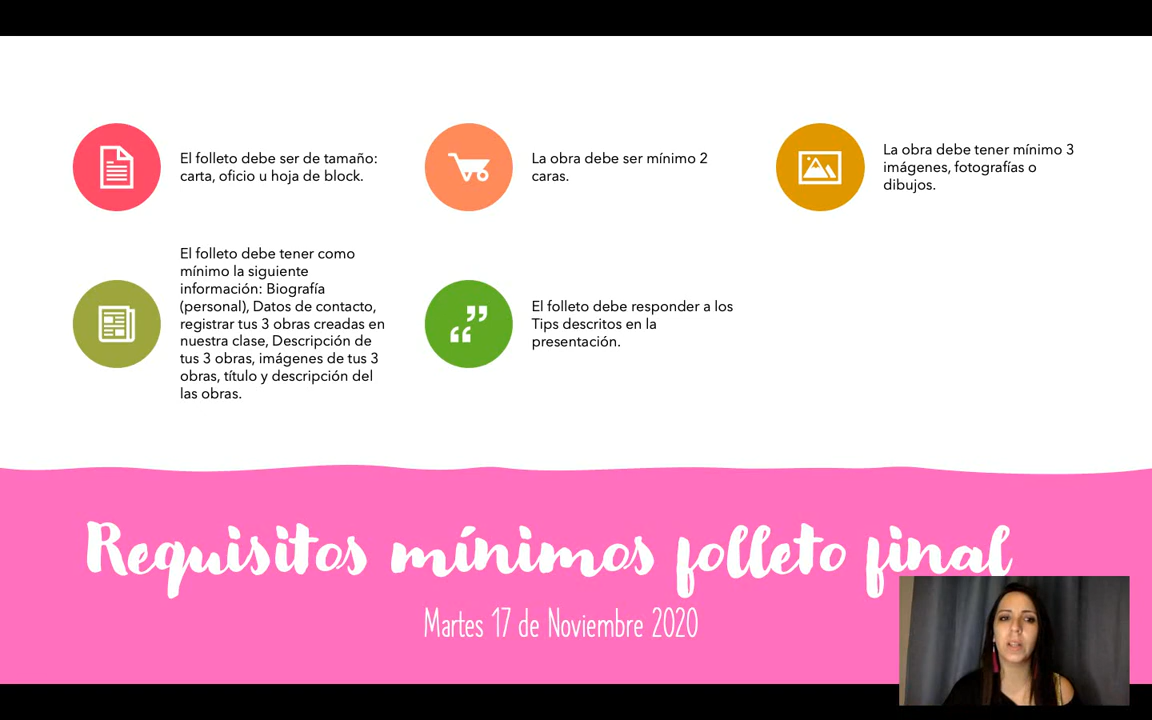 El folleto debe ser de tamaño:
carta, oficio u hoja de block.
La obra debe ser mínimo 2
caras.
La obra debe tener mínimo 3
imágenes, fotografías o
dibujos.
El folleto debe tener como
mínimo la siguiente
información: Biografía
(personal), Datos de contacto,
registrar tus 3 obras creadas en
nuestra clase, Descripción de
tus 3 obras, imágenes de tus 3
obras, título y descripción del
las obras.
El folleto debe responder a los
Tips descritos en la
presentación.
Requisitos mínimos folleto final
Martes 17 de Noviembre 2020